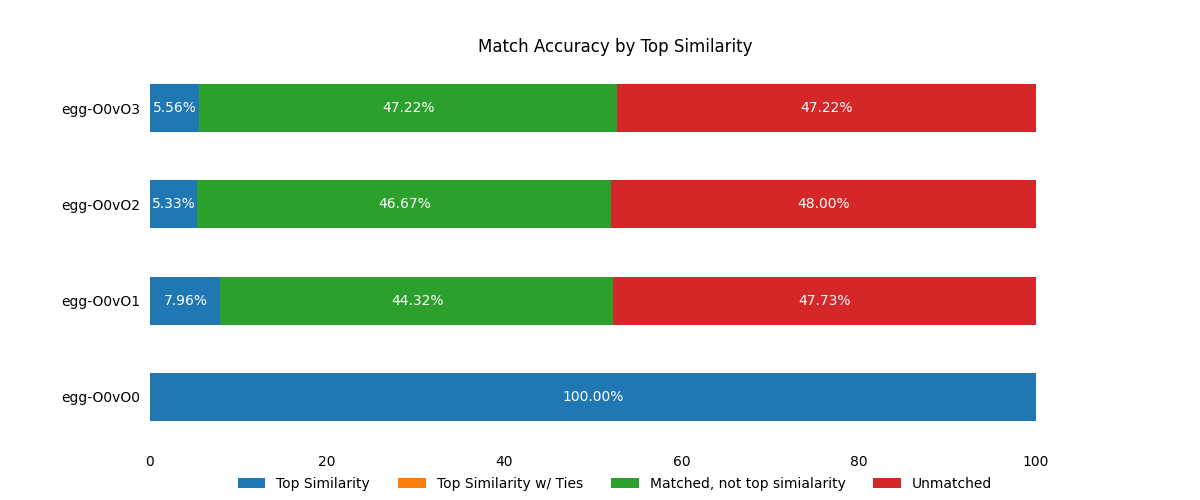 Match Accuracy by Top Similarity
egg-O0vO3
5.56%
47.22%
47.22%
egg-O0vO2
5.33%
46.67%
48.00%
egg-O0vO1
7.96%
44.32%
47.73%
egg-O0vO0
100.00%
0 20 40 60 80 100
Top Similarity Top Similarity w/ Ties Matched, not top simialarity Unmatched